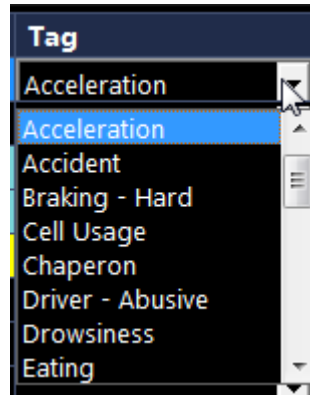 Tag
Acceleration
Acceleration
Accident
Braking - Hard
Cell Usage
Chaperon
Driver - Abusive
Drowsiness
Eating